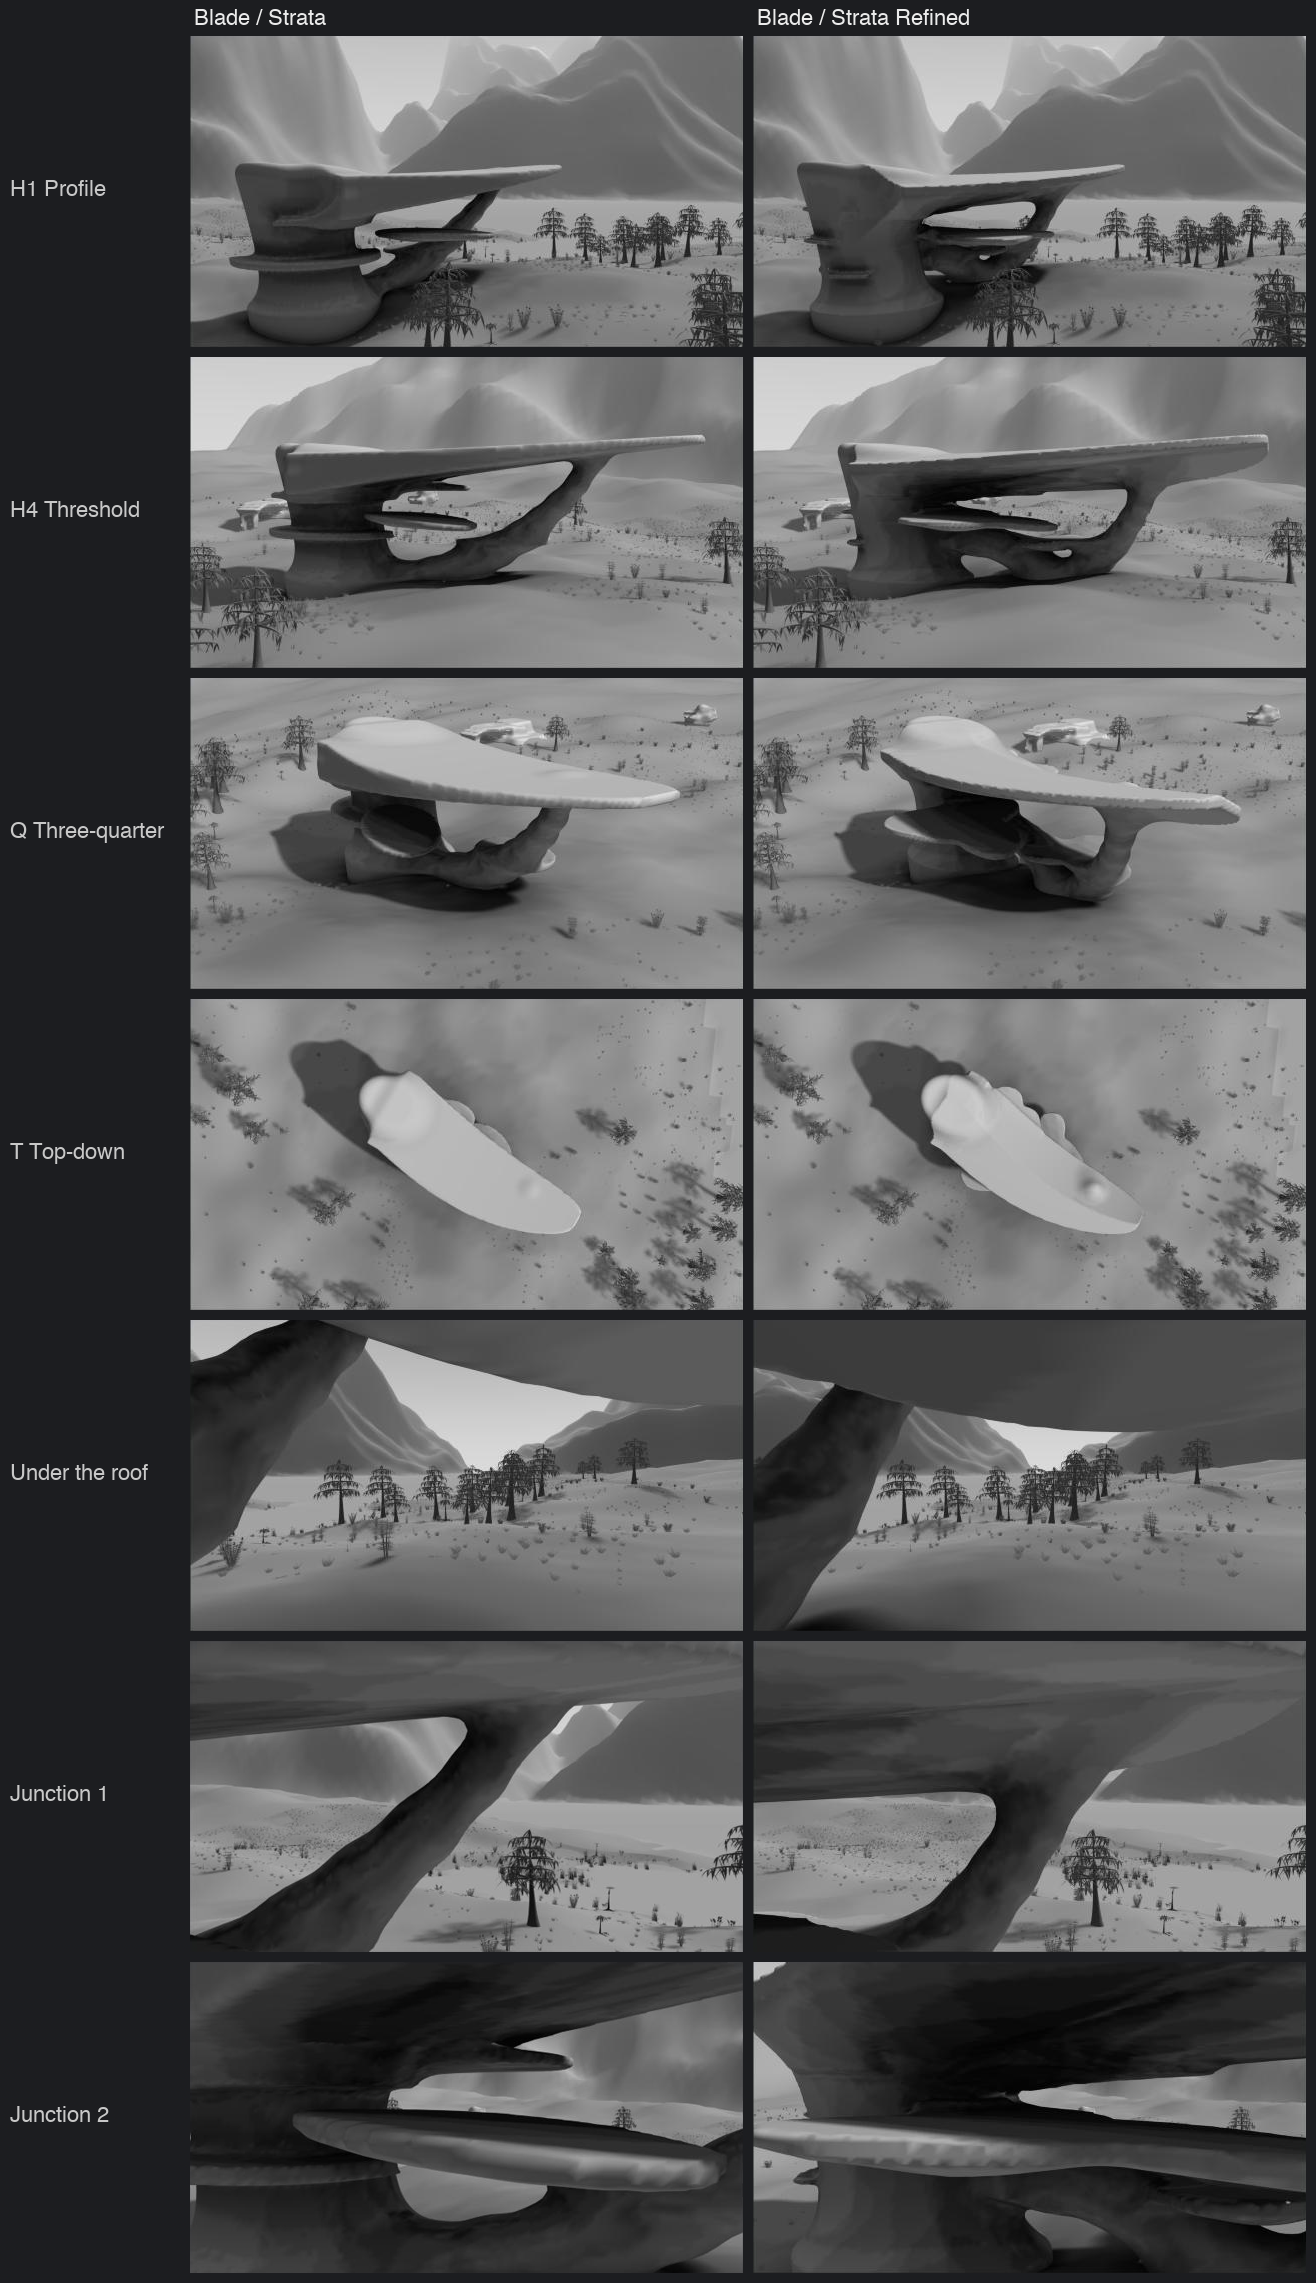 Blade / Strata
Blade / Strata Refined
H1 Profile
H4 Threshold
Q Three-quarter
T Top-down
Under the roof
Junction 1
Junction 2